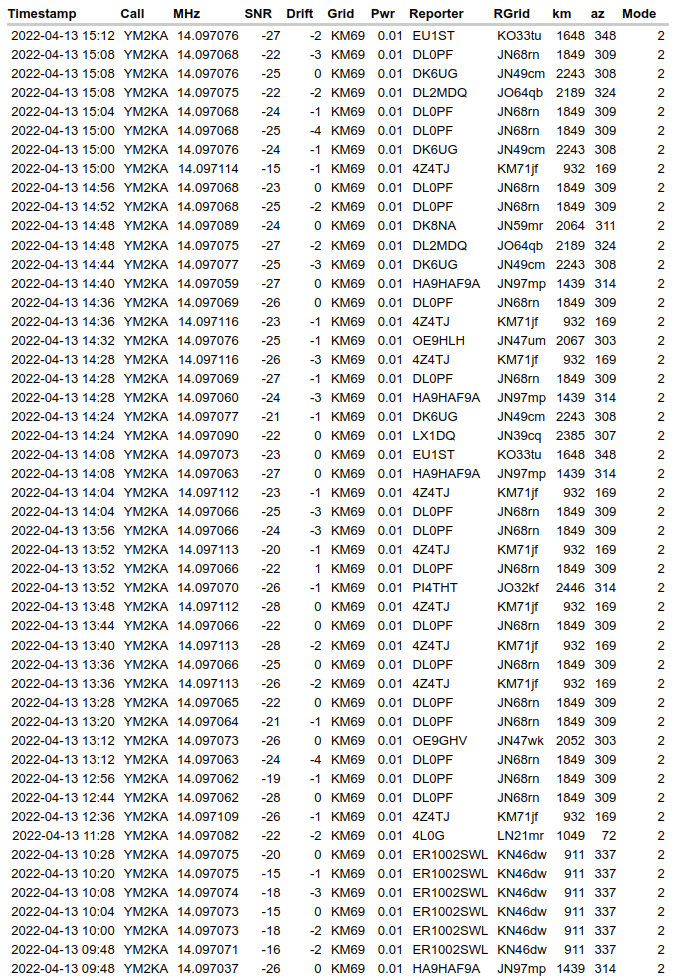 Timestamp Call MHz SNR Drift Grid Pwr Reporter RGrid km az Mode
2022-04-13 15:12 YM2KA 14.097076 -27 -2 KM69 0.01 EU1ST KO33tu 1648 348 2
2022-04-13 15:08 YM2KA 14.097068 -22 -3 KM69 0.01 DL0PF JN68rn 1849 309 2
2022-04-13 15:08 YM2KA 14.097076 -25 0 KM69 0.01 DK6UG JN49cm 2243 308 2
2022-04-13 15:08 YM2KA 14.097075 -22 -2 KM69 0.01 DL2MDQ JO64qb 2189 324 2
2022-04-13 15:04 YM2KA 14.097068 -24 -1 KM69 0.01 DL0PF JN68rn 1849 309 2
2022-04-13 15:00 YM2KA 14.097068 -25 -4 KM69 0.01 DL0PF JN68rn 1849 309 2
2022-04-13 15:00 YM2KA 14.097076 -24 -1 KM69 0.01 DK6UG JN49cm 2243 308 2
2022-04-13 15:00 YM2KA 14.097114 -15 -1 KM69 0.01 4Z4TJ KM71jf 932 169 2
2022-04-13 14:56 YM2KA 14.097068 -23 0 KM69 0.01 DL0PF JN68rn 1849 309 2
2022-04-13 14:52 YM2KA 14.097068 -25 -2 KM69 0.01 DL0PF JN68rn 1849 309 2
2022-04-13 14:48 YM2KA 14.097089 -24 0 KM69 0.01 DK8NA JN59mr 2064 311 2
2022-04-13 14:48 YM2KA 14.097075 -27 -2 KM69 0.01 DL2MDQ JO64qb 2189 324 2
2022-04-13 14:44 YM2KA 14.097077 -25 -3 KM69 0.01 DK6UG JN49cm 2243 308 2
2022-04-13 14:40 YM2KA 14.097059 -27 0 KM69 0.01 HA9HAF9A JN97mp 1439 314 2
2022-04-13 14:36 YM2KA 14.097069 -26 0 KM69 0.01 DL0PF JN68rn 1849 309 2
2022-04-13 14:36 YM2KA 14.097116 -23 -1 KM69 0.01 4Z4TJ KM71jf 932 169 2
2022-04-13 14:32 YM2KA 14.097076 -25 -1 KM69 0.01 OE9HLH JN47um 2067 303 2
2022-04-13 14:28 YM2KA 14.097116 -26 -3 KM69 0.01 4Z4TJ KM71jf 932 169 2
2022-04-13 14:28 YM2KA 14.097069 -27 -1 KM69 0.01 DL0PF JN68rn 1849 309 2
2022-04-13 14:28 YM2KA 14.097060 -24 -3 KM69 0.01 HA9HAF9A JN97mp 1439 314 2
2022-04-13 14:24 YM2KA 14.097077 -21 -1 KM69 0.01 DK6UG JN49cm 2243 308 2
2022-04-13 14:24 YM2KA 14.097090 -22 0 KM69 0.01 LX1DQ JN39cq 2385 307 2
2022-04-13 14:08 YM2KA 14.097073 -23 0 KM69 0.01 EU1ST KO33tu 1648 348 2
2022-04-13 14:08 YM2KA 14.097063 -27 0 KM69 0.01 HA9HAF9A JN97mp 1439 314 2
2022-04-13 14:04 YM2KA 14.097112 -23 -1 KM69 0.01 4Z4TJ KM71jf 932 169 2
2022-04-13 14:04 YM2KA 14.097066 -25 -3 KM69 0.01 DL0PF JN68rn 1849 309 2
2022-04-13 13:56 YM2KA 14.097066 -24 -3 KM69 0.01 DL0PF JN68rn 1849 309 2
2022-04-13 13:52 YM2KA 14.097113 -20 -1 KM69 0.01 4Z4TJ KM71jf 932 169 2
2022-04-13 13:52 YM2KA 14.097066 -22 1 KM69 0.01 DL0PF JN68rn 1849 309 2
2022-04-13 13:52 YM2KA 14.097070 -26 -1 KM69 0.01 PI4THT JO32kf 2446 314 2
2022-04-13 13:48 YM2KA 14.097112 -28 0 KM69 0.01 4Z4TJ KM71jf 932 169 2
2022-04-13 13:44 YM2KA 14.097066 -22 0 KM69 0.01 DL0PF JN68rn 1849 309 2
2022-04-13 13:40 YM2KA 14.097113 -28 -2 KM69 0.01 4Z4TJ KM71jf 932 169 2
2022-04-13 13:36 YM2KA 14.097066 -25 0 KM69 0.01 DL0PF JN68rn 1849 309 2
2022-04-13 13:36 YM2KA 14.097113 -26 -2 KM69 0.01 4Z4TJ KM71jf 932 169 2
2022-04-13 13:28 YM2KA 14.097065 -22 0 KM69 0.01 DL0PF JN68rn 1849 309 2
2022-04-13 13:20 YM2KA 14.097064 -21 -1 KM69 0.01 DL0PF JN68rn 1849 309 2
2022-04-13 13:12 YM2KA 14.097073 -26 0 KM69 0.01 OE9GHV JN47wk 2052 303 2
2022-04-13 13:12 YM2KA 14.097063 -24 -4 KM69 0.01 DL0PF JN68rn 1849 309 2
2022-04-13 12:56 YM2KA 14.097062 -19 -1 KM69 0.01 DL0PF JN68rn 1849 309 2
2022-04-13 12:44 YM2KA 14.097062 -28 0 KM69 0.01 DL0PF JN68rn 1849 309 2
2022-04-13 12:36 YM2KA 14.097109 -26 -1 KM69 0.01 4Z4TJ KM71jf 932 169 2
2022-04-13 11:28 YM2KA 14.097082 -22 -2 KM69 0.01 4L0G LN21mr 1049 72 2
2022-04-13 10:28 YM2KA 14.097075 -20 0 KM69 0.01 ER1002SWL KN46dw 911 337 2
2022-04-13 10:20 YM2KA 14.097075 -15 -1 KM69 0.01 ER1002SWL KN46dw 911 337 2
2022-04-13 10:08 YM2KA 14.097074 -18 -3 KM69 0.01 ER1002SWL KN46dw 911 337 2
2022-04-13 10:04 YM2KA 14.097073 -15 0 KM69 0.01 ER1002SWL KN46dw 911 337 2
2022-04-13 10:00 YM2KA 14.097073 -18 -2 KM69 0.01 ER1002SWL KN46dw 911 337 2
2022-04-13 09:48 YM2KA 14.097071 -16 -2 KM69 0.01 ER1002SWL KN46dw 911 337 2
2022-04-13 09:48 YM2KA 14.097037 -26 0 KM69 0.01 HA9HAF9A JN97mp 1439 314 2